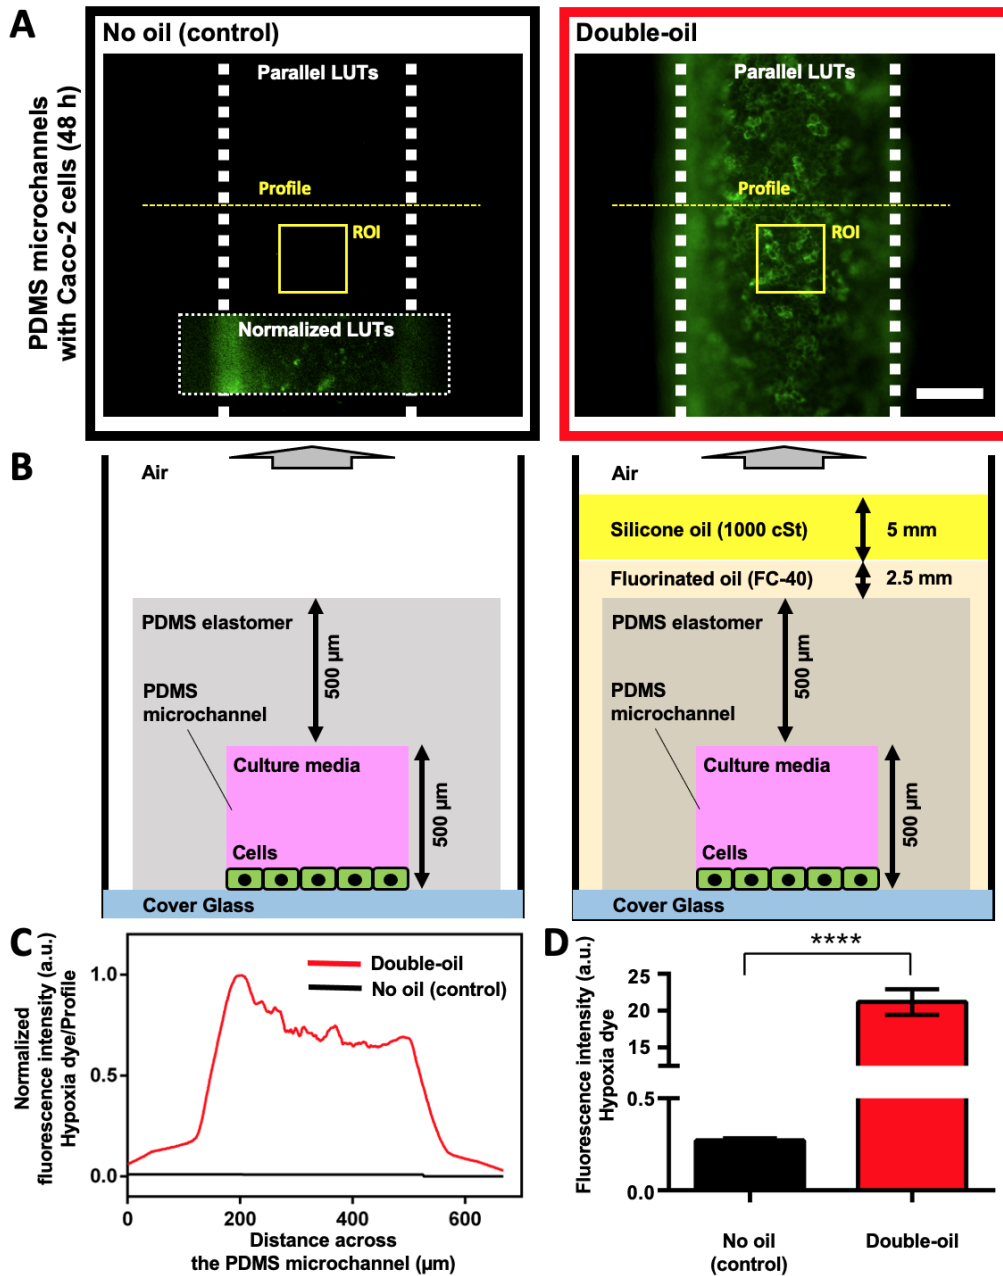 A
No oil (control)
Double-oil
PDMS microchannels
with Caco-2 cells (48 h)
Parallel LUTs
Profile
ROI
Normalized LUTs
Parallel LUTs
Profile
ROI
B
Air
PDMS elastomer
500 µm
PDMS
microchannel
Culture media
500 µm
Cells
Cover Glass
Air
Silicone oil (1000 cSt)
5 mm
Fluorinated oil (FC-40)
2.5 mm
PDMS elastomer
500 µm
PDMS
microchannel
Culture media
500 µm
Cells
Cover Glass
C
Normalized
fluorescence intensity (a.u.)
Hypoxia dye/Profile
1.0
0.5
0.0
Double-oil
No oil (control)
0
200
400
600
Distance across
the PDMS microchannel (µm)
D
Fluorescence intensity (a.u.)
Hypoxia dye
25
20
15
0.5
0.0
****
No oil
(control)
Double-oil